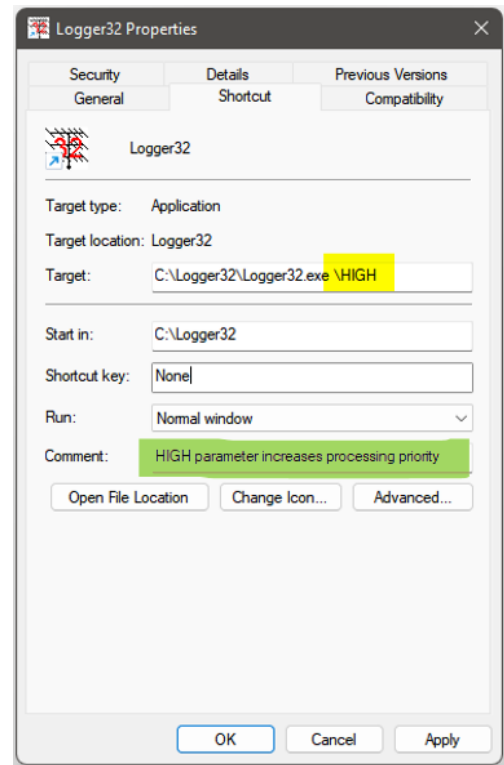 Logger32 Properties
Security Details Previous Versions
General Shortcut Compatibility
32
Logger32
Target type: Application
Target location: Logger32
Target: C:\Logger32\Logger32.exe \HIGH
Start in: C:\Logger32
Shortcut key: None
Run: Normal window
Comment: HIGH parameter increases processing priority
Open File Location Change Icon... Advanced...
OK Cancel Apply